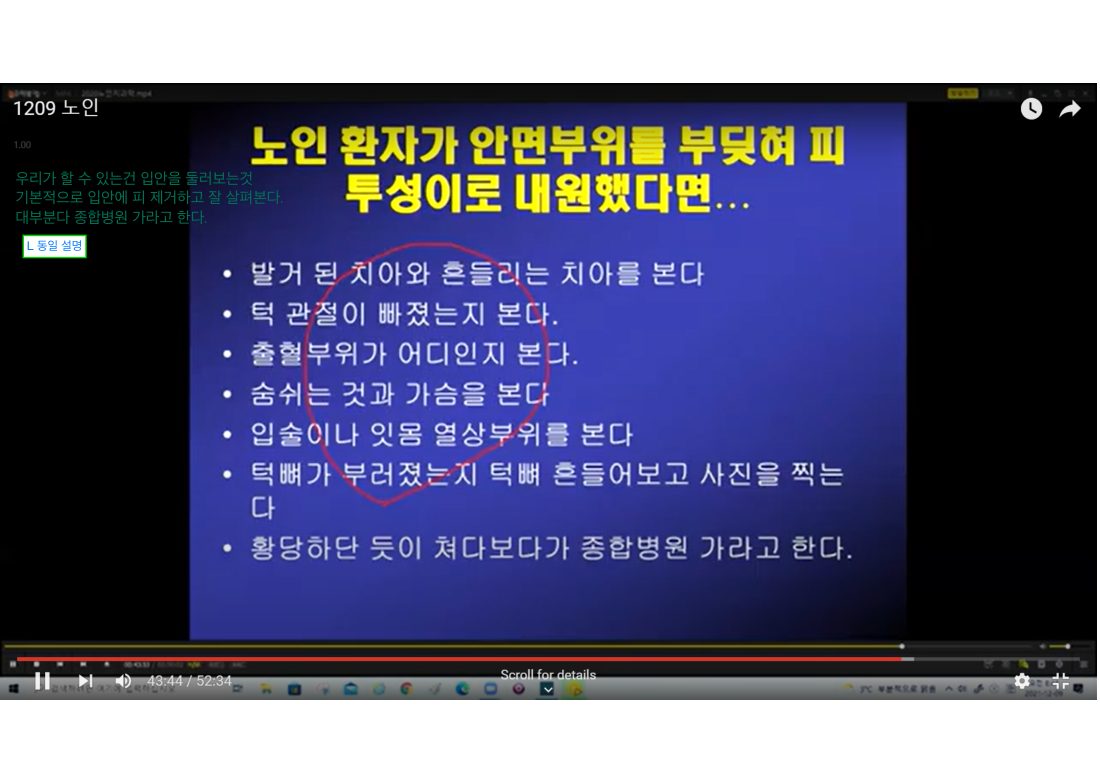 1209 노인
1.00
우리가 할 수 있는건 입안을 둘러보는것
기본적으로 입안에 피 제거하고 잘 살펴본다.
대부분다 종합병원 가라고 한다.
L 동일 설명
노인 환자가 안면부위를 부딪혀 피
투성이로 내원했다면...
• 발거 된 치아와 흔들리는 치아를 본다
• 턱 관절이 빠졌는지 본다.
• 출혈부위가 어디인지 본다.
• 숨쉬는 것과 가슴을 본다
• 입술이나 잇몸 열상부위를 본다
• 턱뼈가 부러졌는지 턱뼈 흔들어보고 사진을 찍는
다
• 황당하단 듯이 쳐다보다가 종합병원 가라고 한다.
Scroll for details
43:44 / 52:34
3°C 부분적으로 맑음